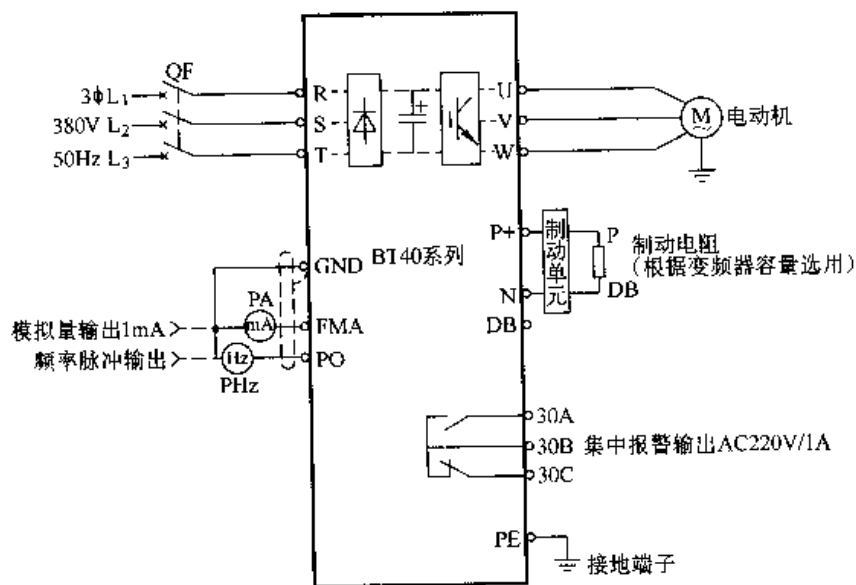 QF
3ϕL₁
380V L₂
50Hz L₃
R
S
T
+
U
V
W
M
~
电动机
P+
N
DB
制动单元
P
DB
制动电阻
（根据变频器容量选用）
BT40系列
GND
PA
mA
FMA
模拟量输出1mA
频率脉冲输出
Hz
PO
PHz
30A
30B 集中报警输出AC220V/1A
30C
PE
接地端子